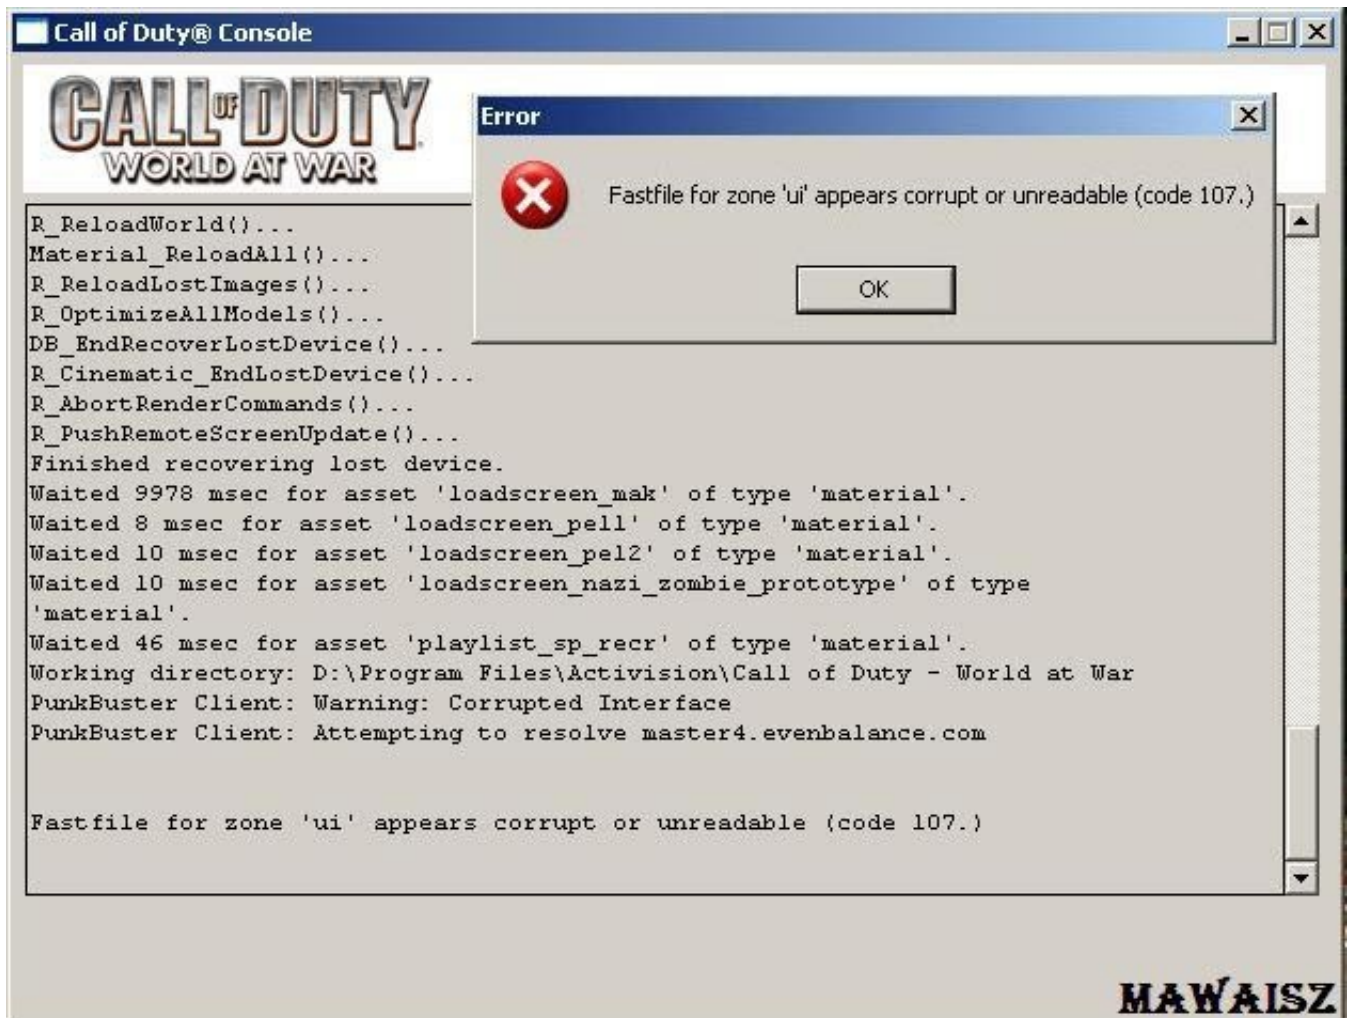 Call of Duty® Console
CALL OF DUTY
WORLD AT WAR
Error
Fastfile for zone 'ui' appears corrupt or unreadable (code 107.)
OK
R_ReloadWorld()...
Material_ReloadAll()...
R_ReloadLostImages()...
R_OptimizeAllModels()...
DB_EndRecoverLostDevice()...
R_Cinematic_EndLostDevice()...
R_AbortRenderCommands()...
R_PushRemoteScreenUpdate()...
Finished recovering lost device.
Waited 9978 msec for asset 'loadscreen_mak' of type 'material'.
Waited 8 msec for asset 'loadscreen_pel1' of type 'material'.
Waited 10 msec for asset 'loadscreen_pel2' of type 'material'.
Waited 10 msec for asset 'loadscreen_nazi_zombie_prototype' of type
'material'.
Waited 46 msec for asset 'playlist_sp_recr' of type 'material'.
Working directory: D:\Program Files\Activision\Call of Duty - World at War
PunkBuster Client: Warning: Corrupted Interface
PunkBuster Client: Attempting to resolve master4.evenbalance.com
Fastfile for zone 'ui' appears corrupt or unreadable (code 107.)
MAWAISZ